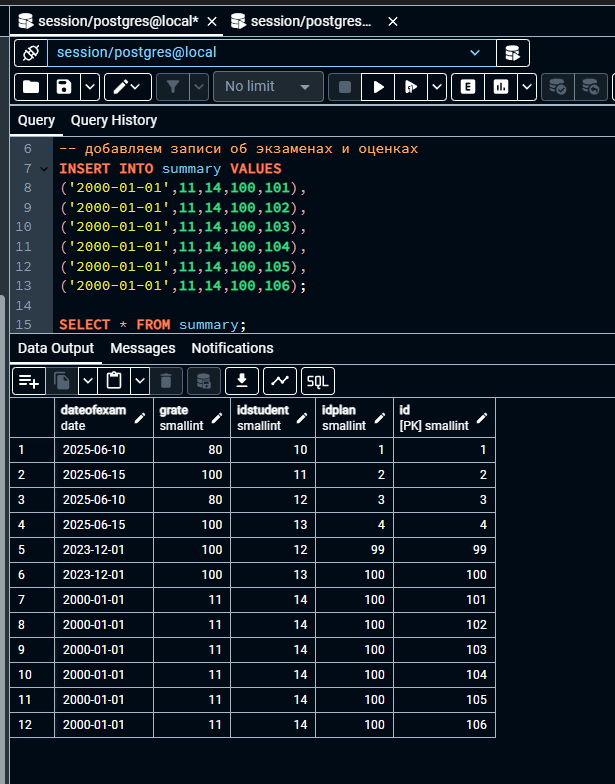 session/postgres@local*
session/postgres...
session/postgres@local
No limit
E
Query
Query History
6 -- добавляем записи об экзаменах и оценках
7 INSERT INTO summary VALUES
8 ('2000-01-01',11,14,100,101),
9 ('2000-01-01',11,14,100,102),
10 ('2000-01-01',11,14,100,103),
11 ('2000-01-01',11,14,100,104),
12 ('2000-01-01',11,14,100,105),
13 ('2000-01-01',11,14,100,106);
14
15 SELECT * FROM summary;
Data Output
Messages
Notifications
SQL
dateofexam date
grate smallint
idstudent smallint
idplan smallint
id [PK] smallint
1 2025-06-10 80 10 1 1
2 2025-06-15 100 11 2 2
3 2025-06-10 80 12 3 3
4 2025-06-15 100 13 4 4
5 2023-12-01 100 12 99 99
6 2023-12-01 100 13 100 100
7 2000-01-01 11 14 100 101
8 2000-01-01 11 14 100 102
9 2000-01-01 11 14 100 103
10 2000-01-01 11 14 100 104
11 2000-01-01 11 14 100 105
12 2000-01-01 11 14 100 106